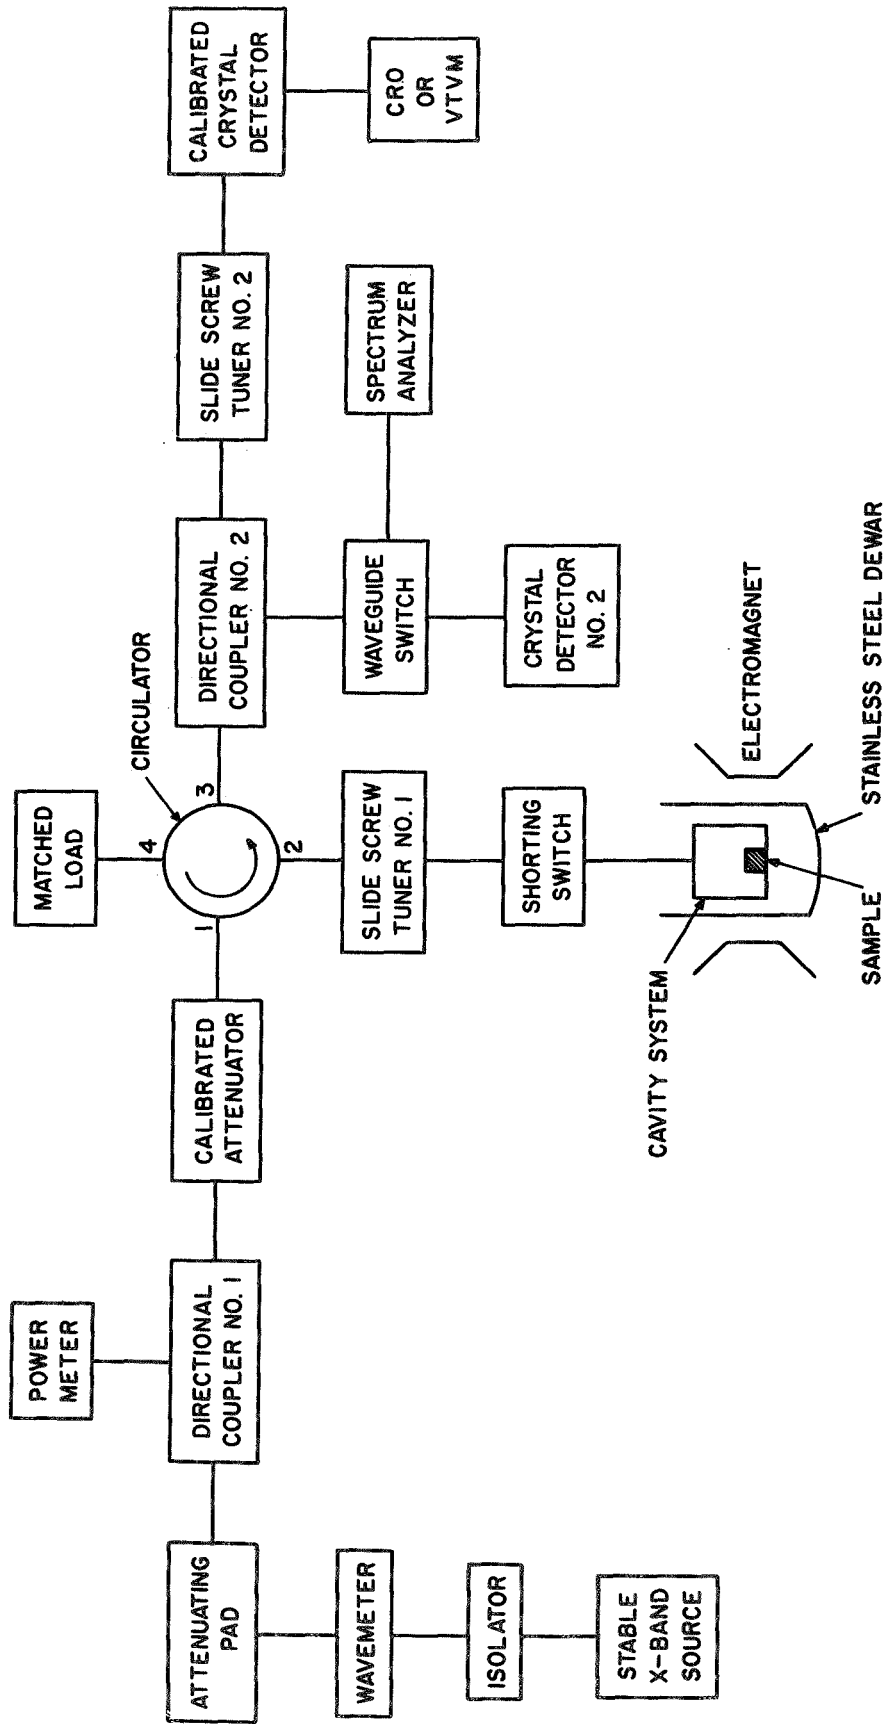 POWER
METER
MATCHED
LOAD
4
CIRCULATOR
ATTENUATING
PAD
DIRECTIONAL
COUPLER NO. 1
CALIBRATED
ATTENUATOR
1
3
2
DIRECTIONAL
COUPLER NO. 2
SLIDE SCREW
TUNER NO. 2
CALIBRATED
CRYSTAL
DETECTOR
WAVEMETER
SLIDE SCREW
TUNER NO. 1
WAVEGUIDE
SWITCH
SPECTRUM
ANALYZER
CRO
OR
VTVM
ISOLATOR
SHORTING
SWITCH
CRYSTAL
DETECTOR
NO. 2
STABLE
X-BAND
SOURCE
CAVITY SYSTEM
ELECTROMAGNET
SAMPLE
STAINLESS STEEL DEWAR